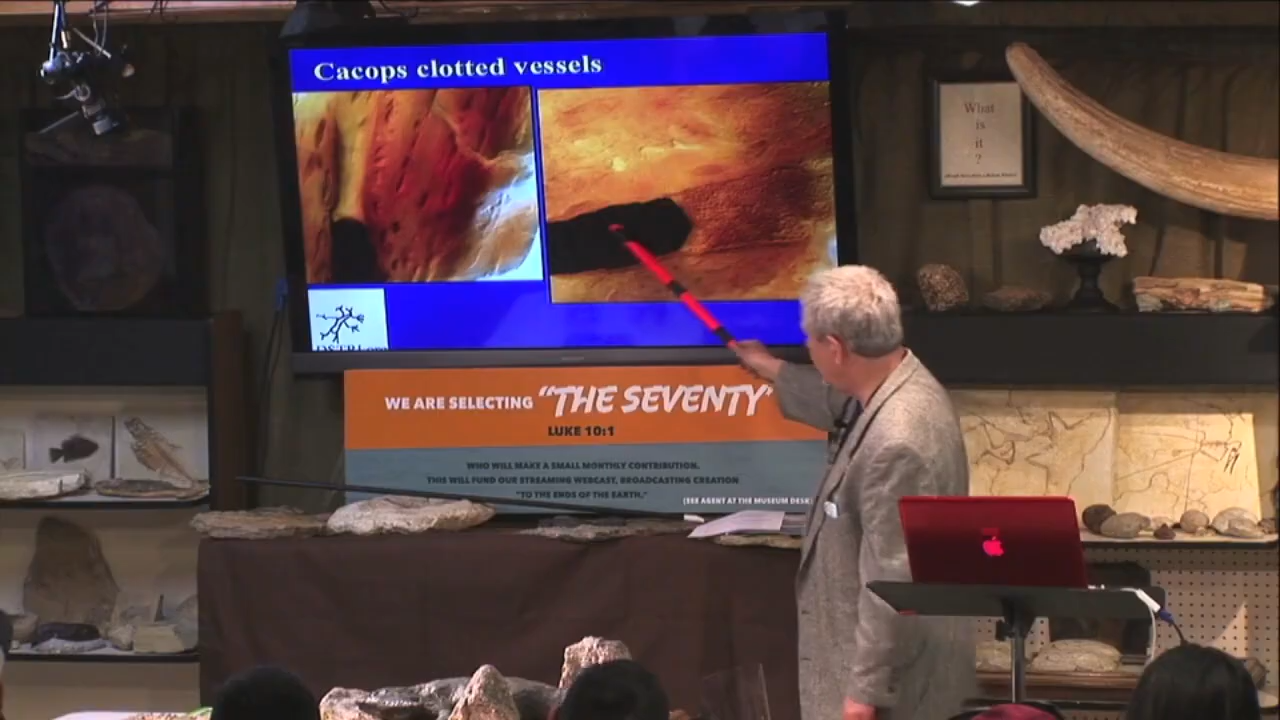 Cacops clotted vessels
What
is
it
?
WE ARE SELECTING "THE SEVENTY"
LUKE 10:1
WHO WILL MAKE A SMALL MONTHLY CONTRIBUTION.
THIS WILL FUND OUR STREAMING WEBCAST, BROADCASTING CREATION
"TO THE ENDS OF THE EARTH."
(SEE AGENT AT THE MUSEUM DESK)